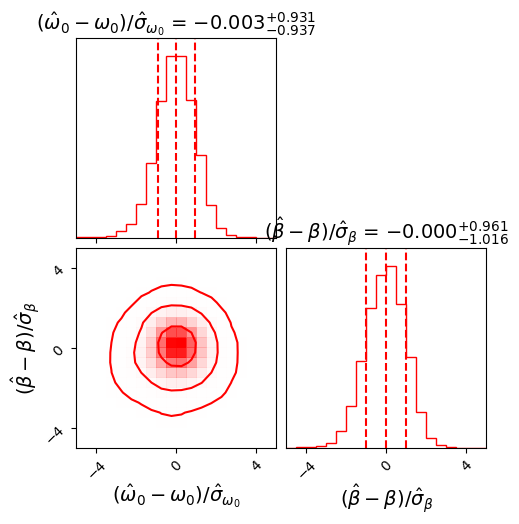 (ω̂₀ − ω₀)/σ̂_ω₀ = −0.003^{+0.931}_{−0.937}
(β̂ − β)/σ̂_β = −0.000^{+0.961}_{−1.016}
(β̂ − β)/σ̂_β
4
0
−4
−4 0 4
−4 0 4
(ω̂₀ − ω₀)/σ̂_ω₀
(β̂ − β)/σ̂_β